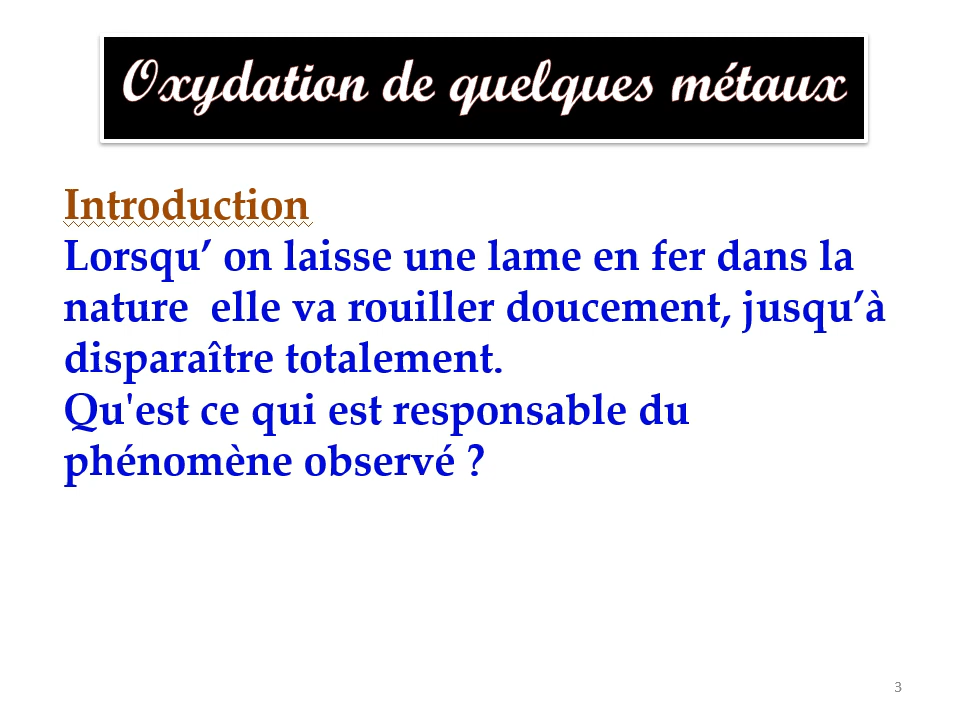 Oxydation de quelques métaux
Introduction
Lorsqu’ on laisse une lame en fer dans la
nature  elle va rouiller doucement, jusqu’à
disparaître totalement.
Qu'est ce qui est responsable du
phénomène observé ?
3